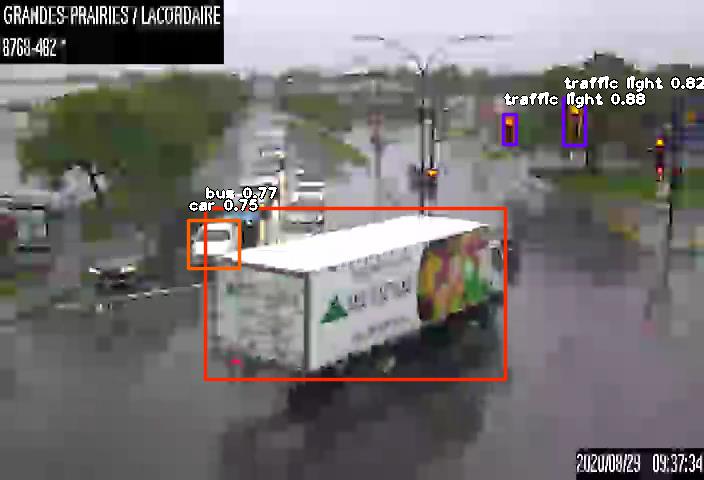 GRANDES-PRAIRIES / LACORDAIRE
8768-482 *
traffic light 0.82
traffic light 0.88
bus 0.77
car 0.75
2020/08/29 09:37:34